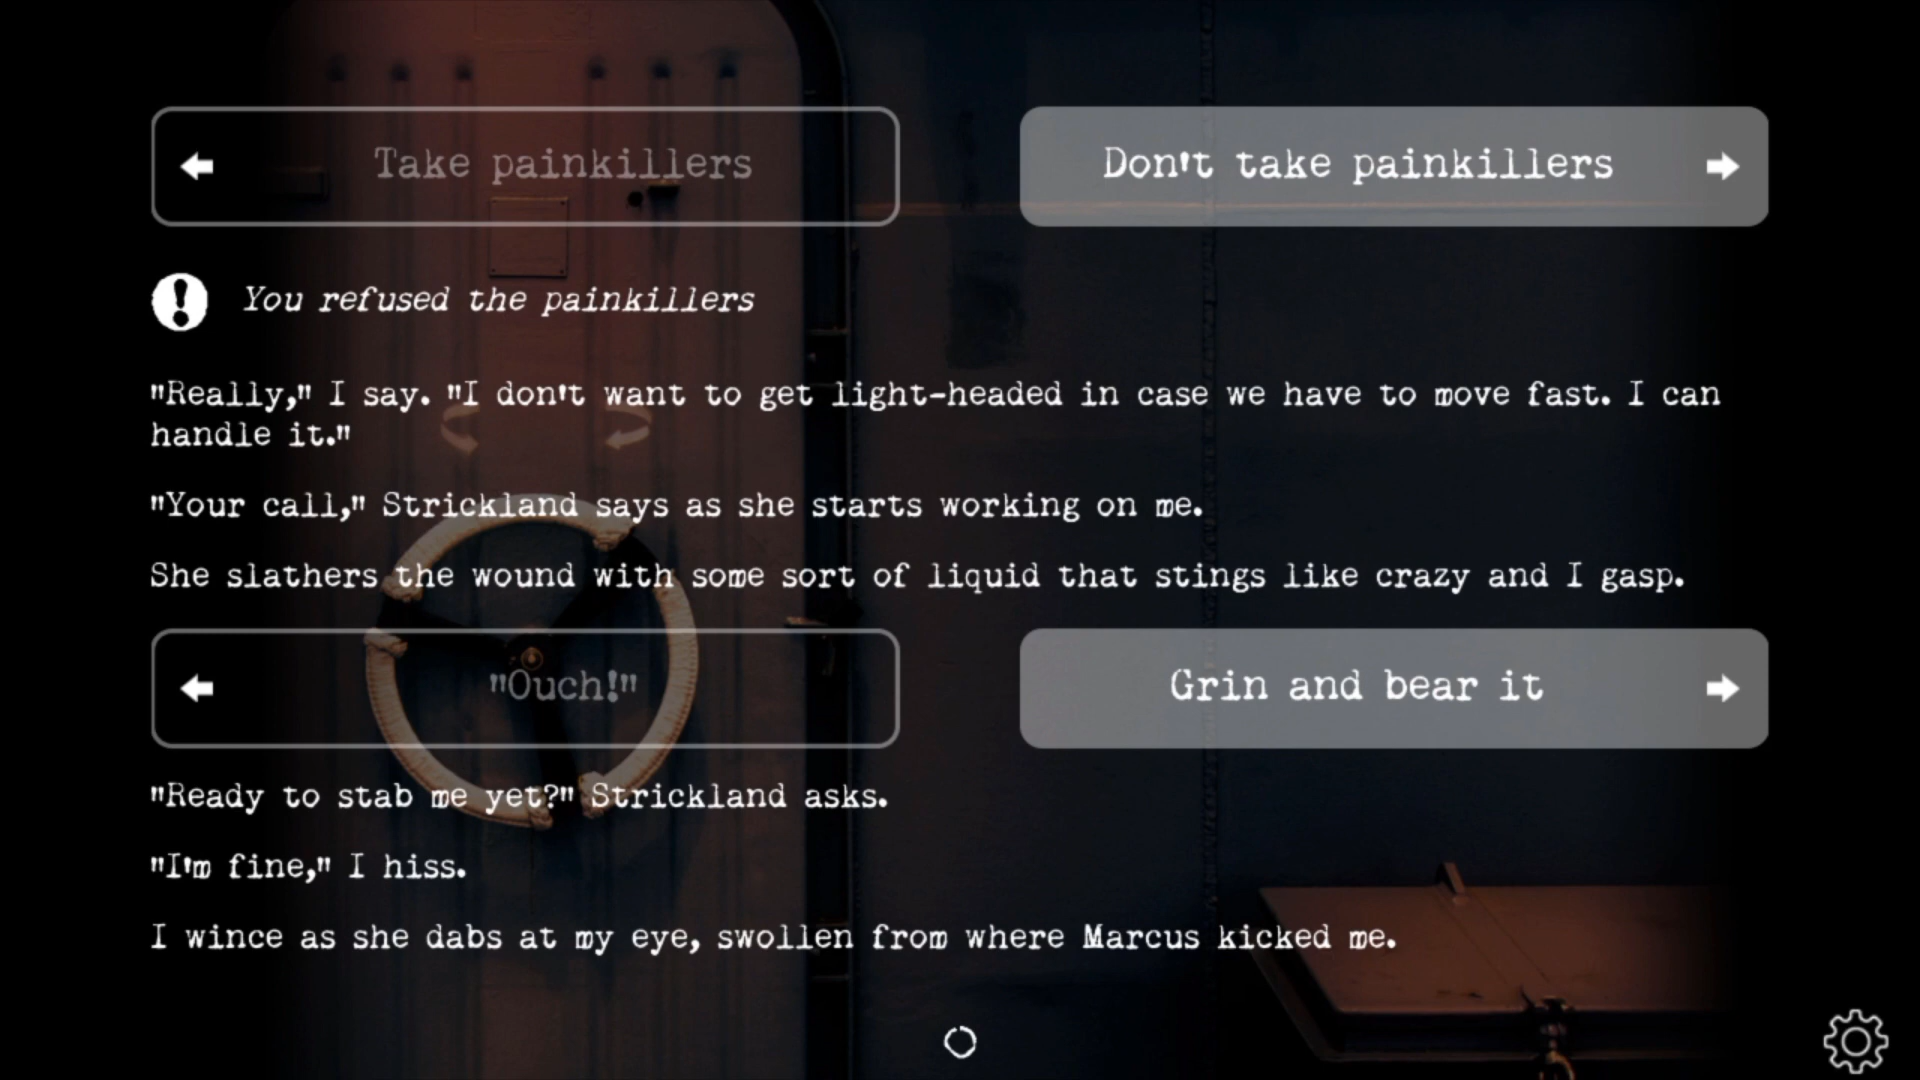 Take painkillers
Don't take painkillers
You refused the painkillers
"Really," I say. "I don't want to get light-headed in case we have to move fast. I can
handle it."
"Your call," Strickland says as she starts working on me.
She slathers the wound with some sort of liquid that stings like crazy and I gasp.
"Ouch!"
Grin and bear it
"Ready to stab me yet?" Strickland asks.
"I'm fine," I hiss.
I wince as she dabs at my eye, swollen from where Marcus kicked me.